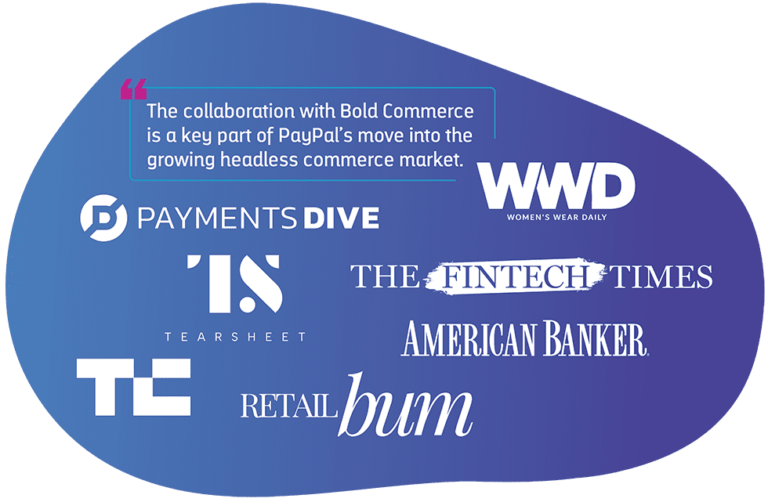 ❝
The collaboration with Bold Commerce
is a key part of PayPal's move into the
growing headless commerce market.
WWD
WOMEN'S WEAR DAILY
PAYMENTS DIVE
TS
TEARSHEET
THE FINTECH TIMES
AMERICAN BANKER.
TC
RETAIL bum